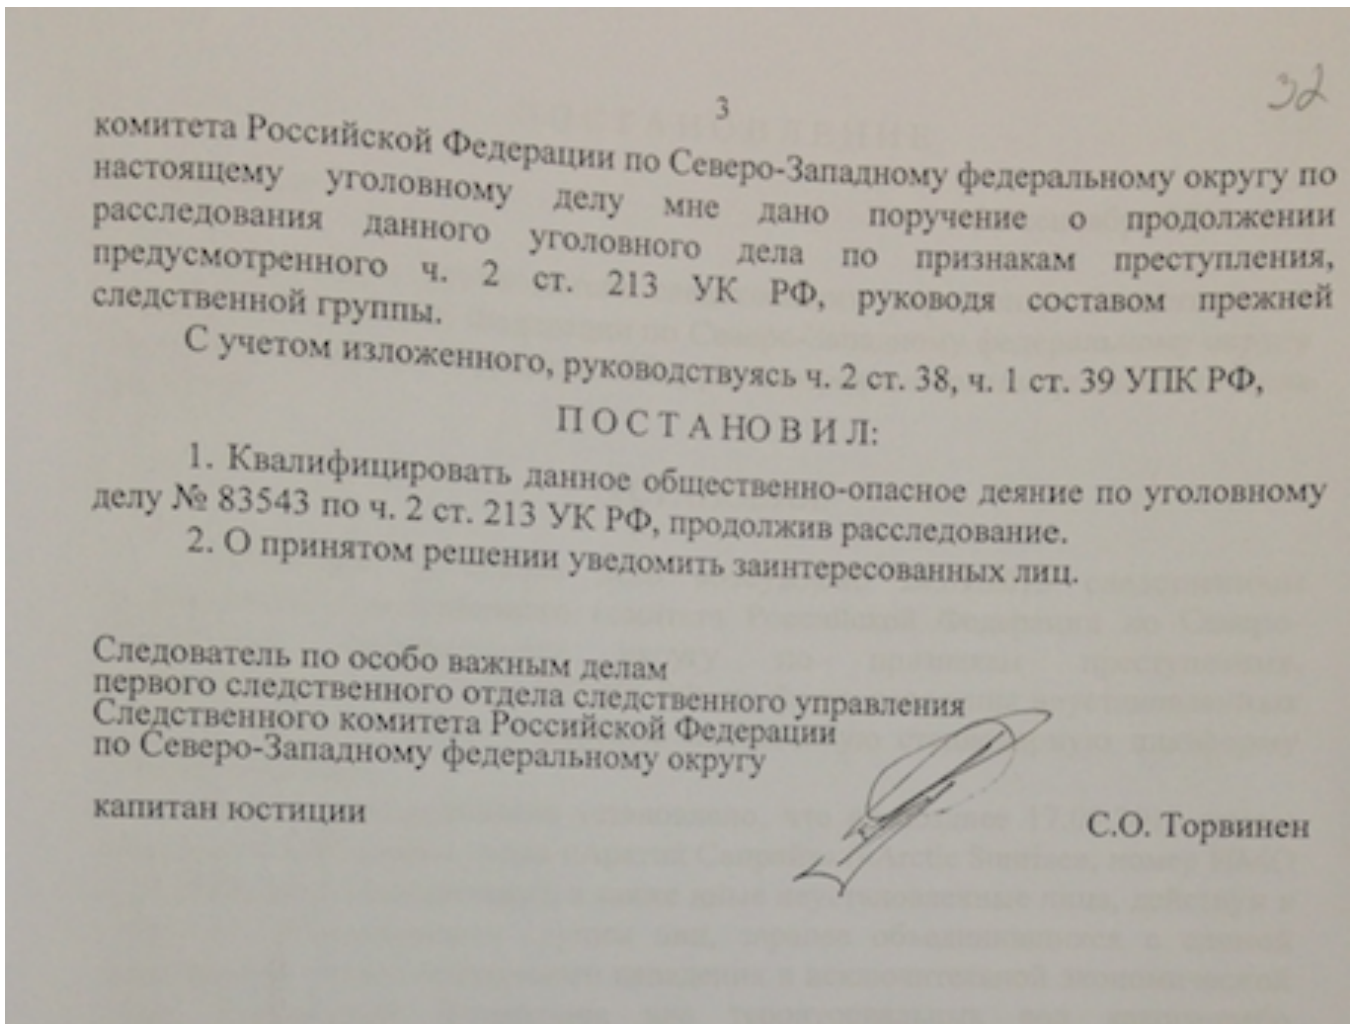 32
3
комитета Российской Федерации по Северо-Западному федеральному округу по
настоящему уголовному делу мне дано поручение о продолжении
расследования данного уголовного дела по признакам преступления,
предусмотренного ч. 2 ст. 213 УК РФ, руководя составом прежней
следственной группы.
С учетом изложенного, руководствуясь ч. 2 ст. 38, ч. 1 ст. 39 УПК РФ,
П О С Т А НО В И Л:
1. Квалифицировать данное общественно-опасное деяние по уголовному
делу № 83543 по ч. 2 ст. 213 УК РФ, продолжив расследование.
2. О принятом решении уведомить заинтересованных лиц.
Следователь по особо важным делам
первого следственного отдела следственного управления
Следственного комитета Российской Федерации
по Северо-Западному федеральному округу
капитан юстиции
С.О. Торвинен